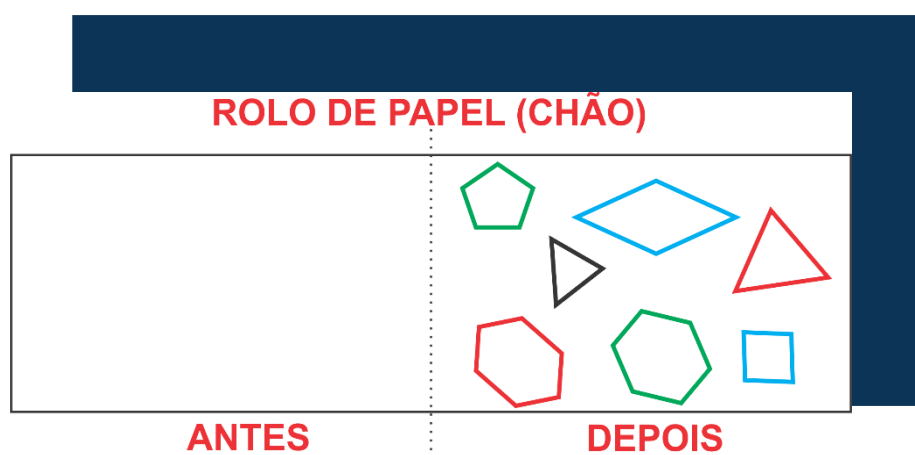 ROLO DE PAPEL (CHÃO)
ANTES
DEPOIS